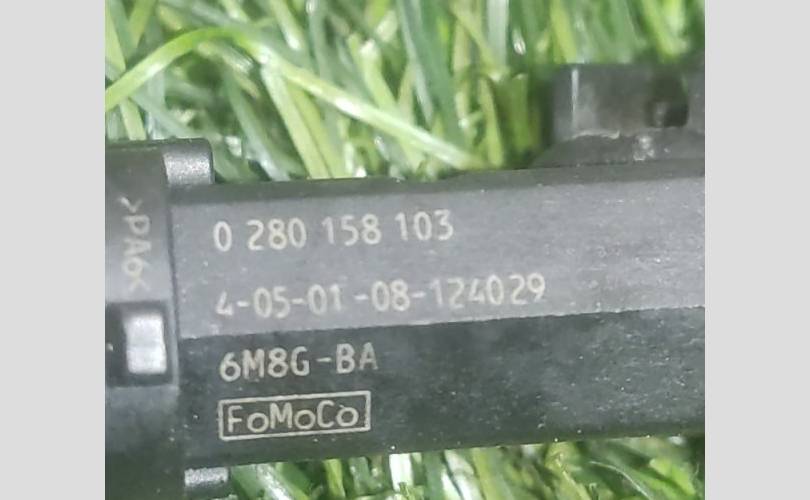 0 280 158 103
4-05-01-08-124029
6M8G-BA
FoMoCo
>PA6<